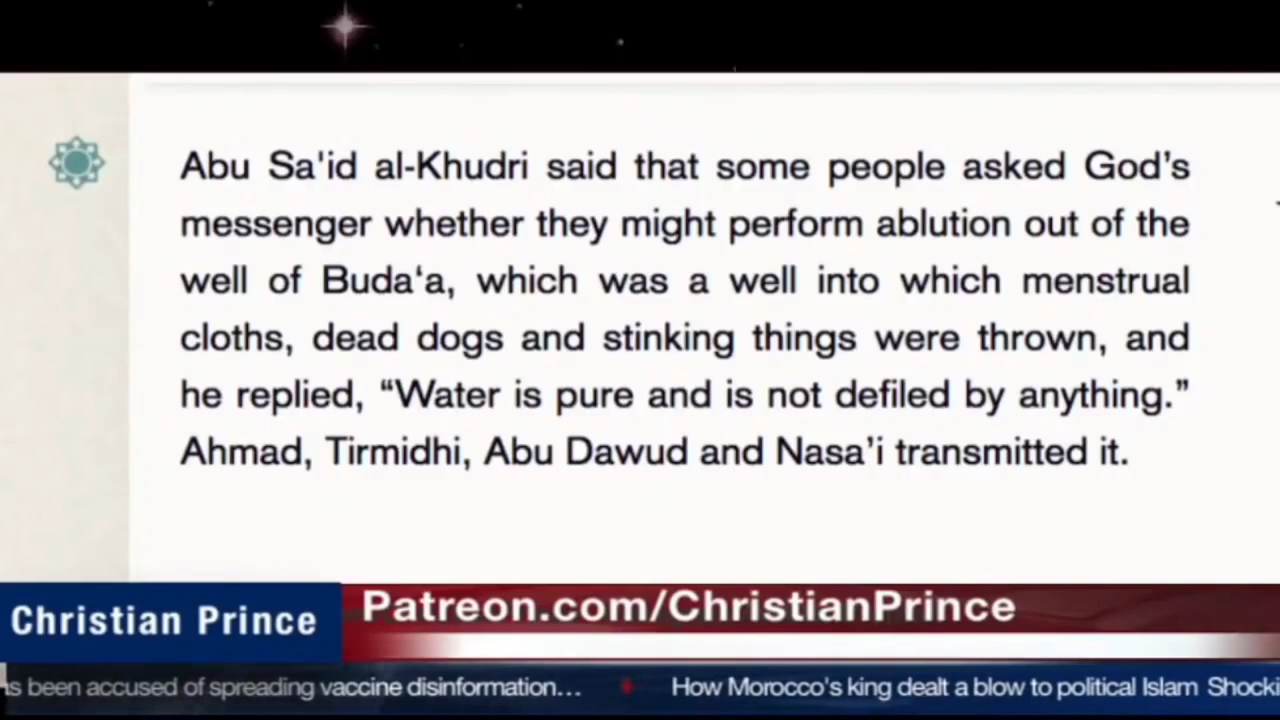 Abu Sa'id al-Khudri said that some people asked God’s
messenger whether they might perform ablution out of the
well of Buda‘a, which was a well into which menstrual
cloths, dead dogs and stinking things were thrown, and
he replied, “Water is pure and is not defiled by anything.”
Ahmad, Tirmidhi, Abu Dawud and Nasa’i transmitted it.
Christian Prince
Patreon.com/ChristianPrince
s been accused of spreading vaccine disinformation... How Morocco’s king dealt a blow to political Islam Shocki